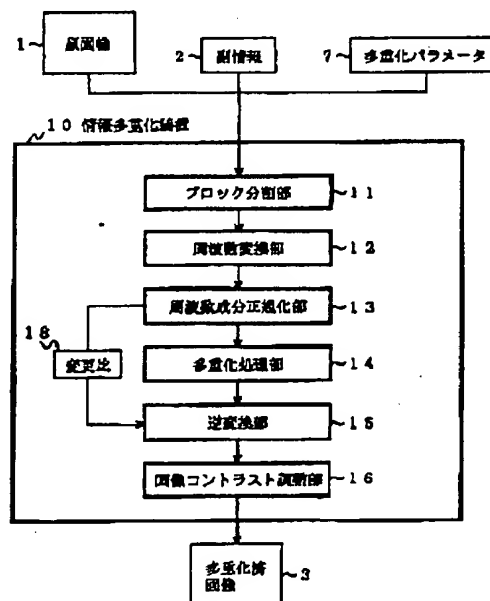 1 原画像
2 副情報
7 多重化パラメータ
10 情報多重化装置
ブロック分割部 11
周波数変換部 12
周波数成分正規化部 13
18
変更比
多重化処理部 14
逆変換部 15
画像コントラスト調整部 16
多重化済
画像 3